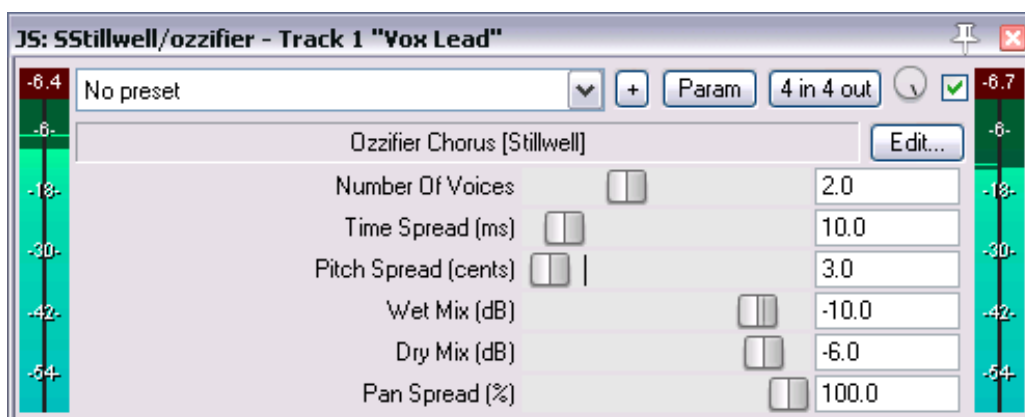 JS: SStillwell/ozzifier - Track 1 "Vox Lead"
-6.4 No preset + Param 4 in 4 out -6.7
-6- Ozzifier Chorus [Stillwell] Edit... -6-
-18- Number Of Voices 2.0 -18-
Time Spread (ms) 10.0
-30- Pitch Spread (cents) 3.0 -30-
-42- Wet Mix (dB) -10.0 -42-
Dry Mix (dB) -6.0
-54- Pan Spread (%) 100.0 -54-